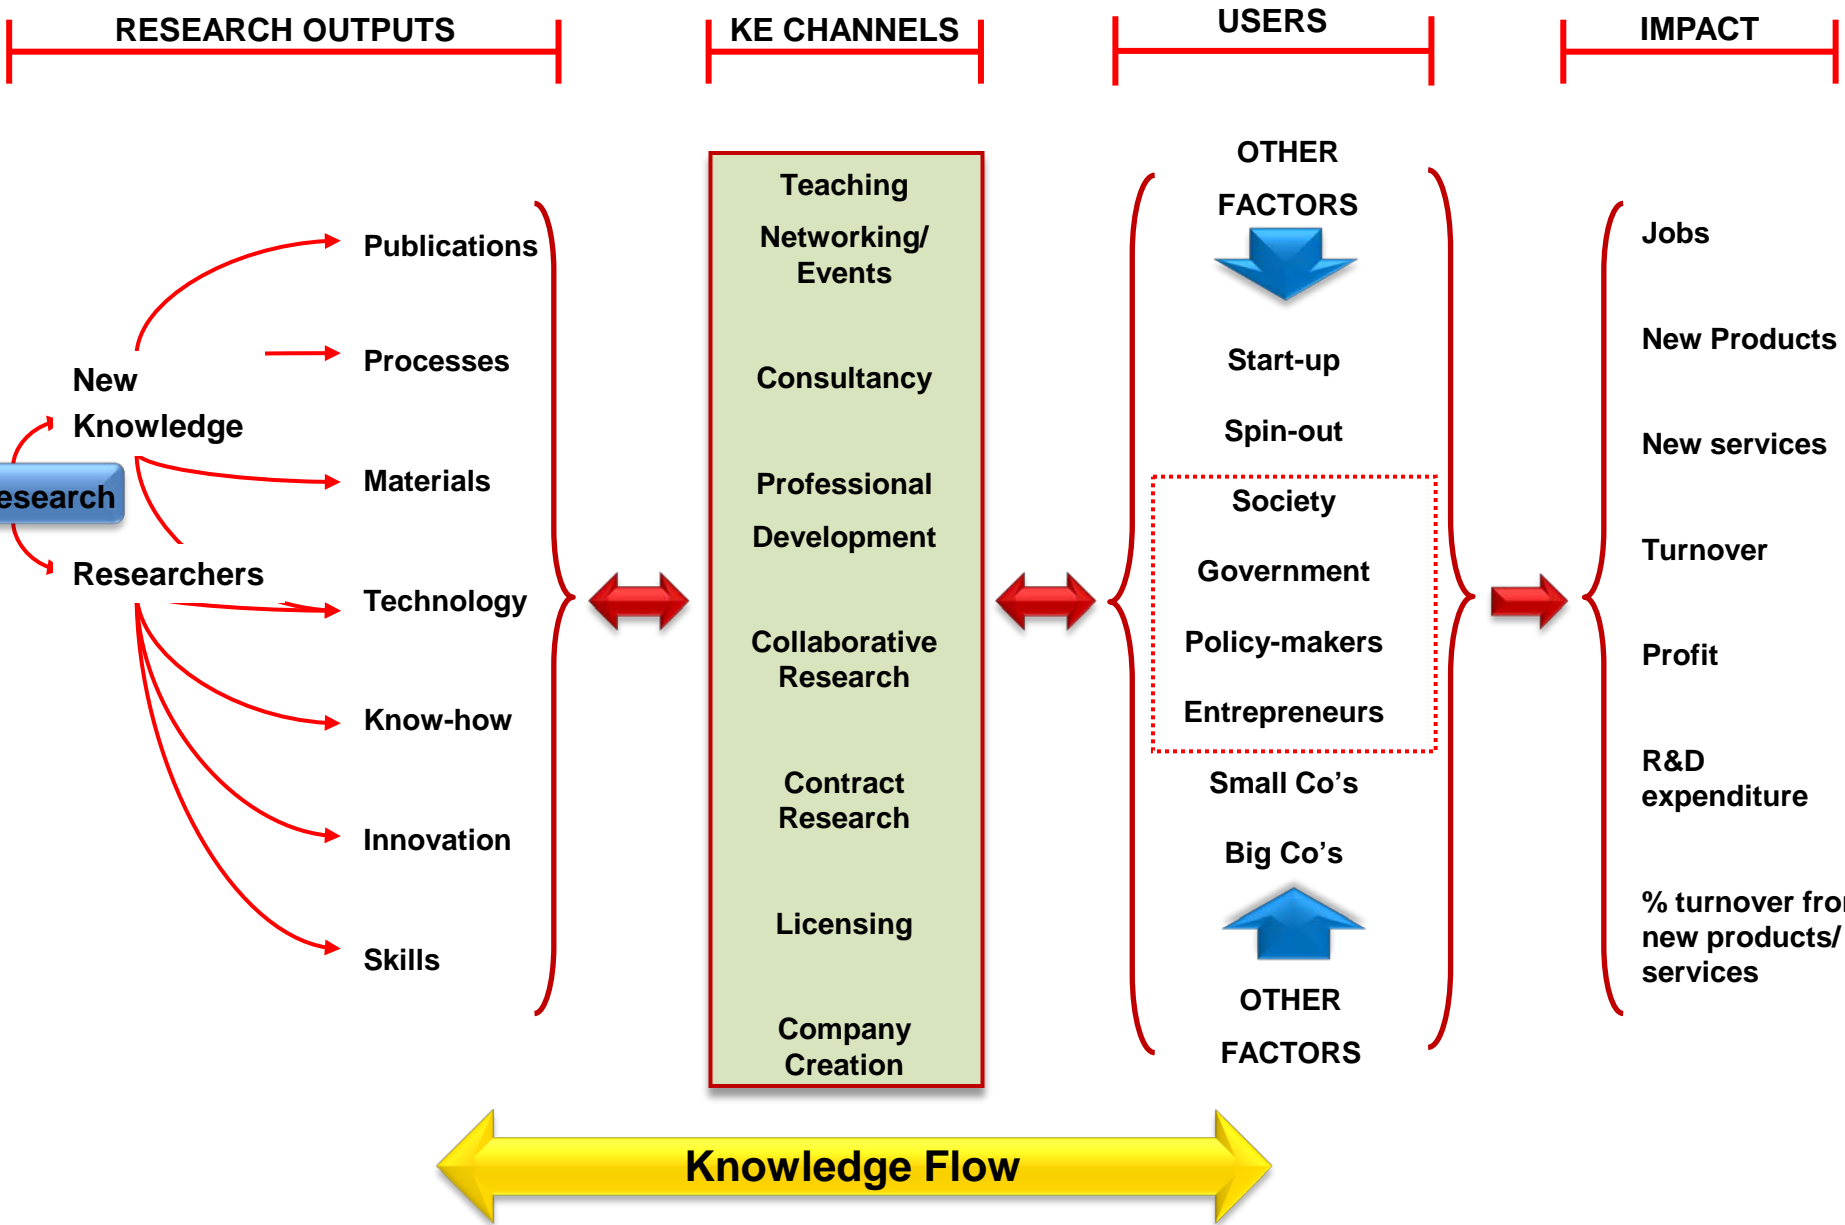 RESEARCH OUTPUTS
KE CHANNELS
USERS
IMPACT
New
Knowledge
esearch
Researchers
Publications
Processes
Materials
Technology
Know-how
Innovation
Skills
Teaching
Networking/
Events
Consultancy
Professional
Development
Collaborative
Research
Contract
Research
Licensing
Company
Creation
OTHER
FACTORS
Start-up
Spin-out
Society
Government
Policy-makers
Entrepreneurs
Small Co’s
Big Co’s
OTHER
FACTORS
Jobs
New Products
New services
Turnover
Profit
R&D
expenditure
% turnover fro
new products/
services
Knowledge Flow